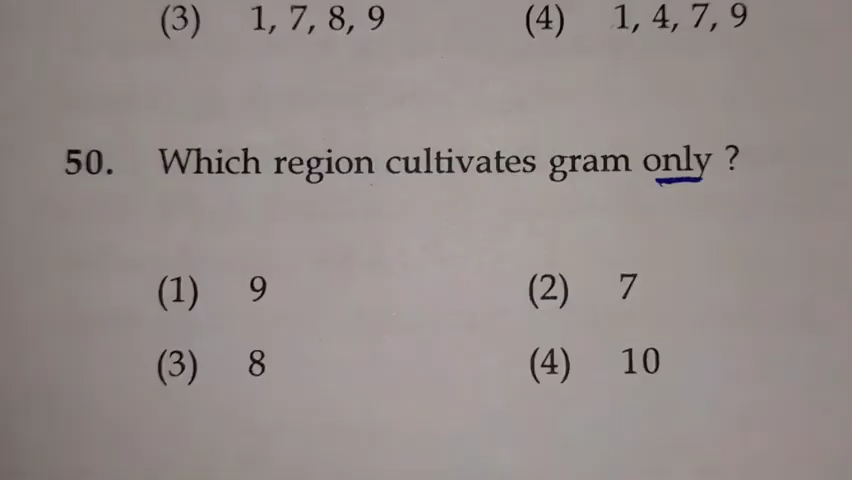 (3) 1, 7, 8, 9 (4) 1, 4, 7, 9
50. Which region cultivates gram only ?
(1) 9 (2) 7
(3) 8 (4) 10